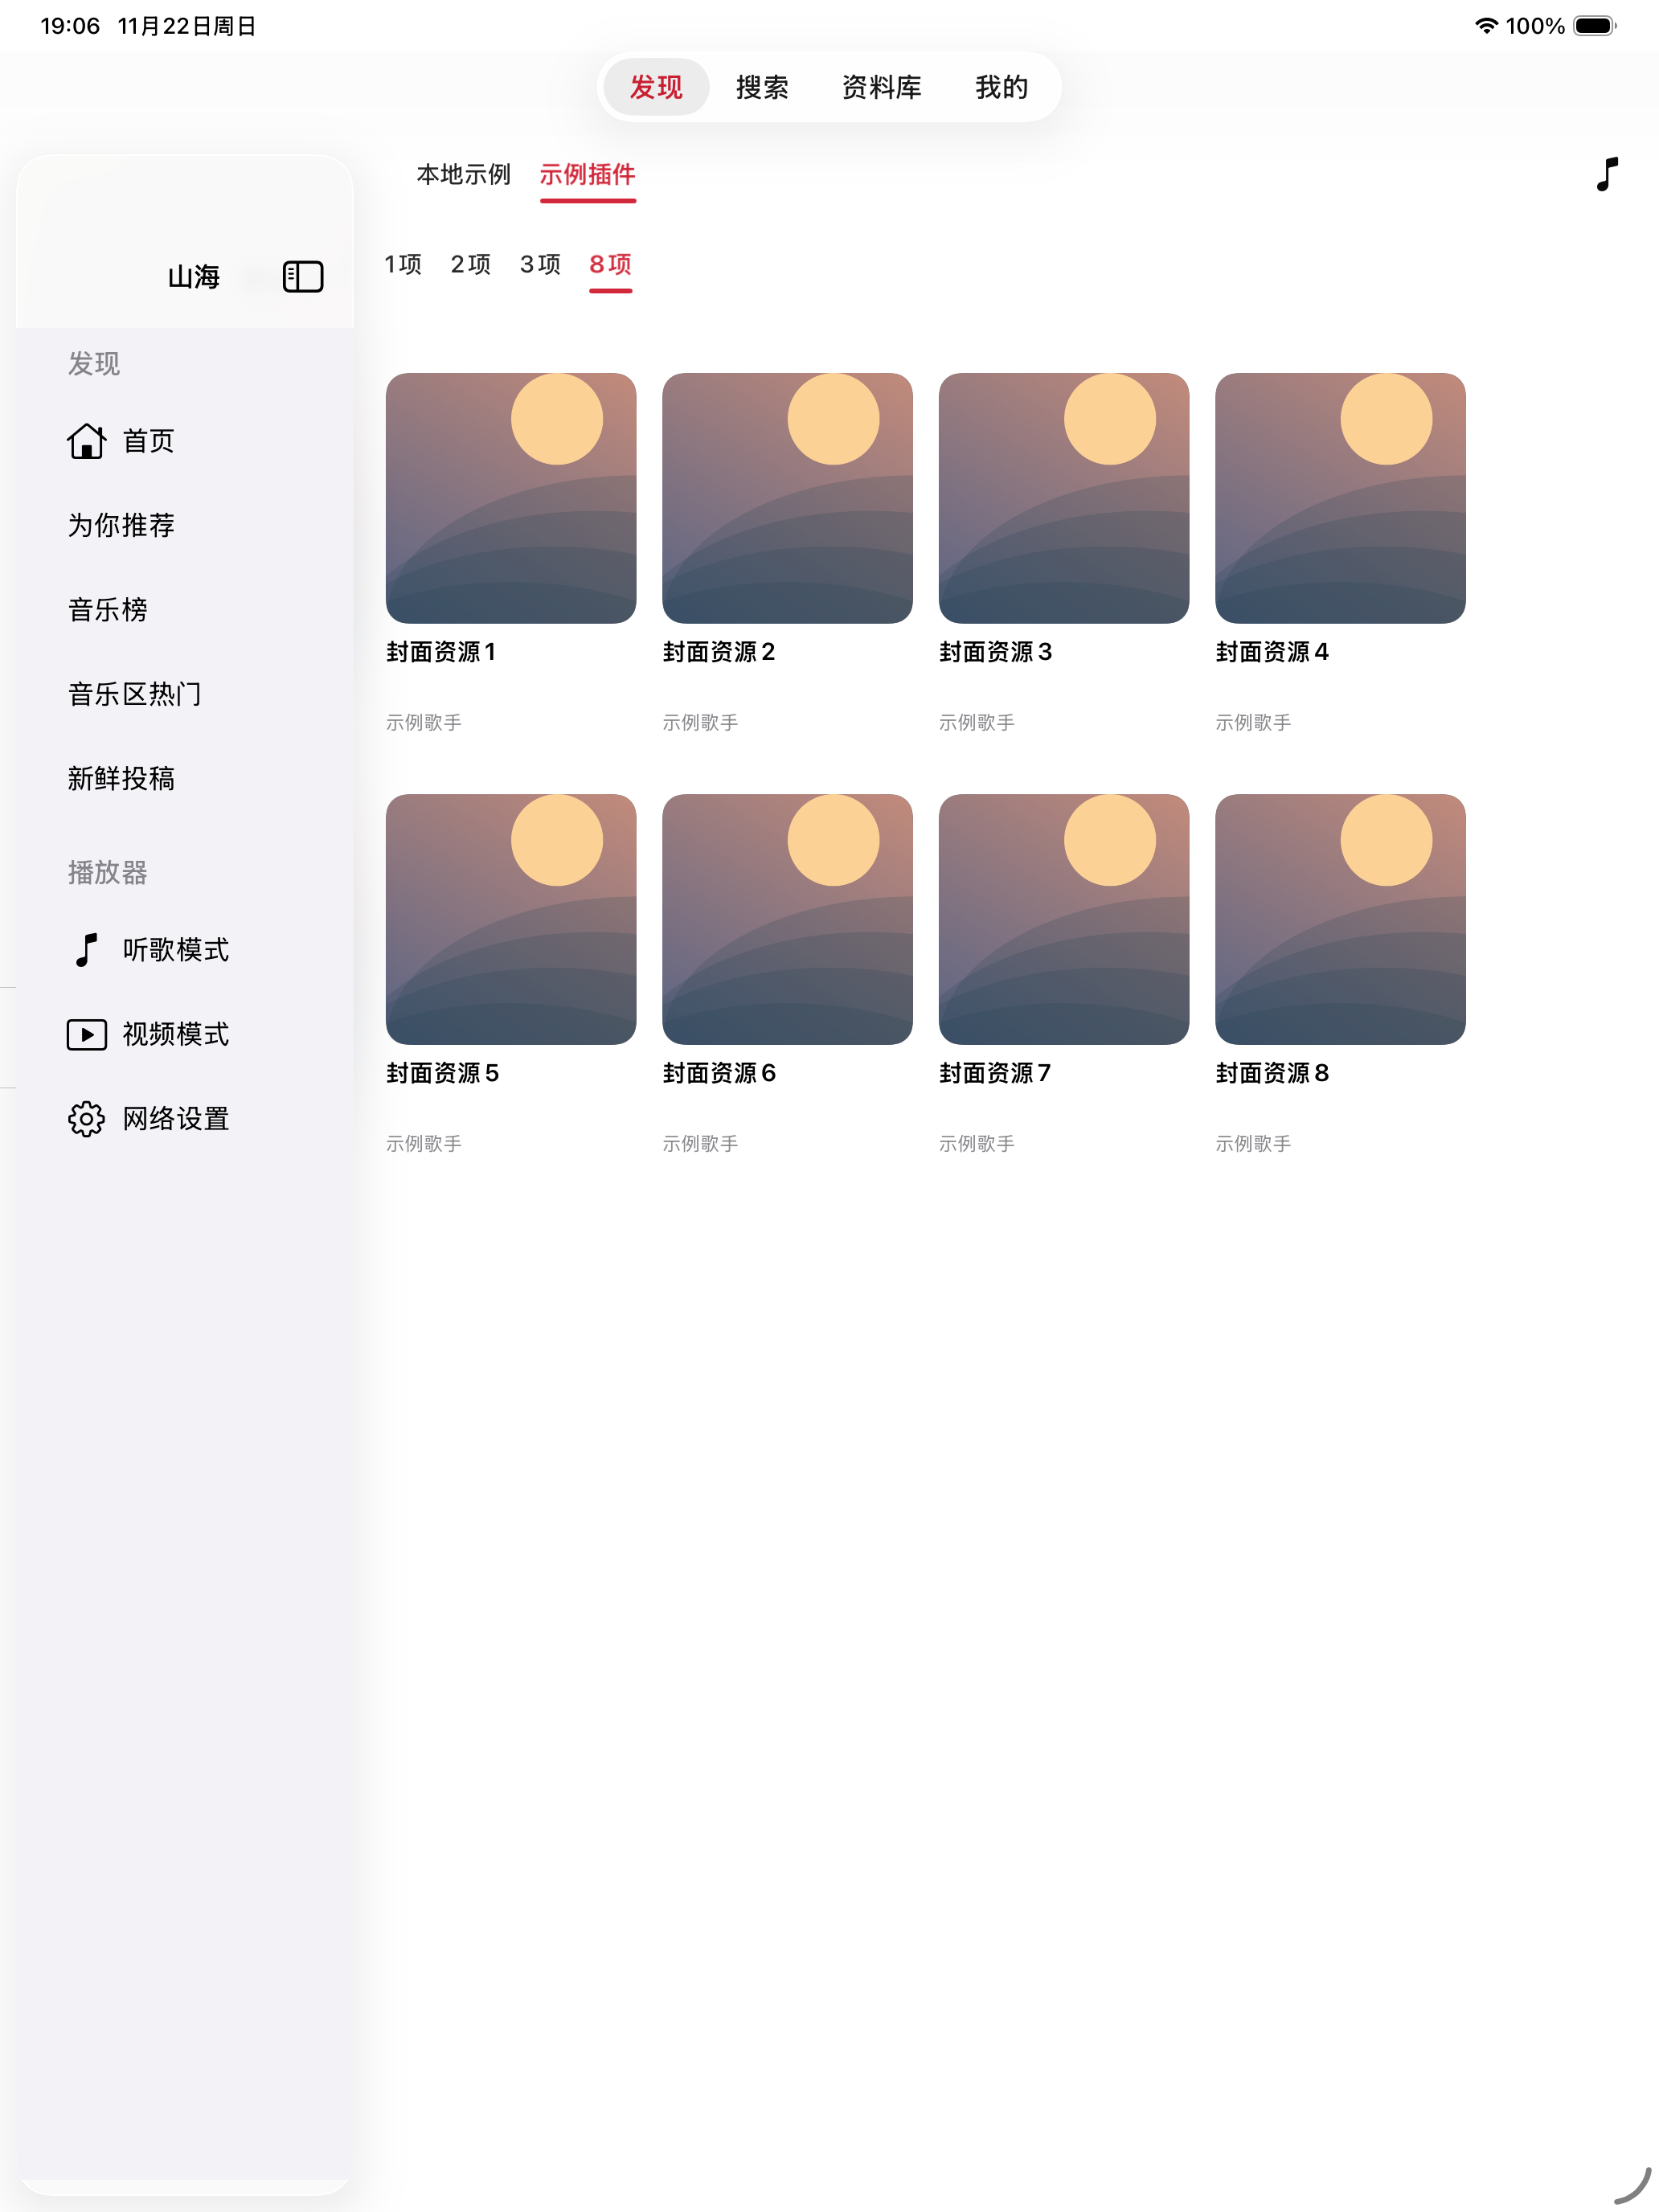 19:06 11月22日周日
100%
发现 搜索 资料库 我的
本地示例 示例插件
1项 2项 3项 8项
山海
发现
首页
为你推荐
音乐榜
音乐区热门
新鲜投稿
播放器
听歌模式
视频模式
网络设置
封面资源1 封面资源2 封面资源3 封面资源4
示例歌手 示例歌手 示例歌手 示例歌手
封面资源5 封面资源6 封面资源7 封面资源8
示例歌手 示例歌手 示例歌手 示例歌手